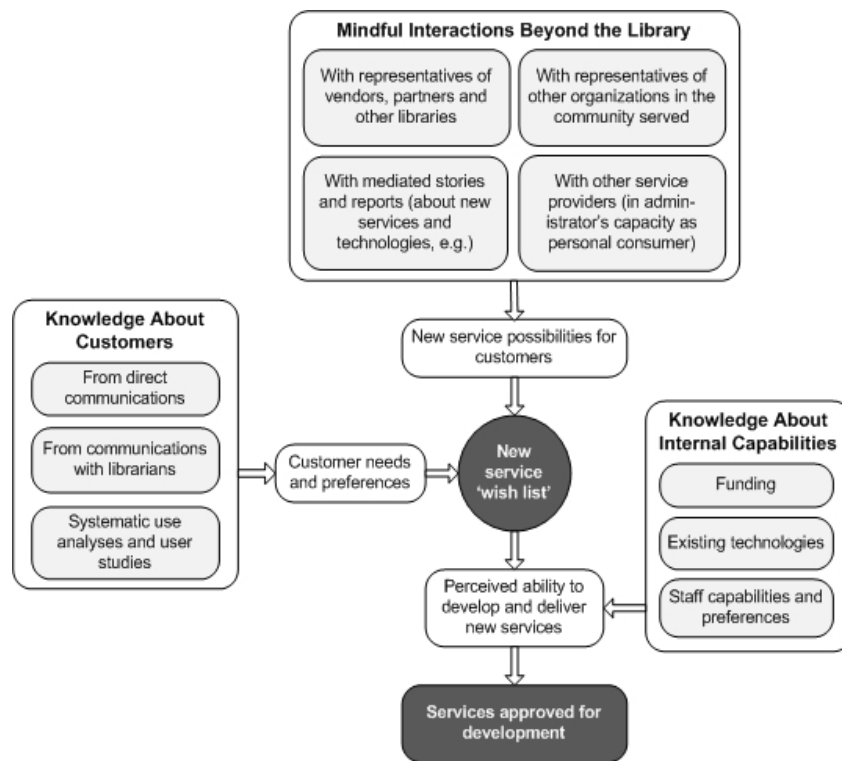 Mindful Interactions Beyond the Library
With representatives of
vendors, partners and
other libraries
With representatives of
other organizations in the
community served
With mediated stories
and reports (about new
services and
technologies, e.g.)
With other service
providers (in admin-
istrator's capacity as
personal consumer)
New service possibilities for
customers
Knowledge About
Customers
From direct
communications
From communications
with librarians
Systematic use
analyses and user
studies
Customer needs
and preferences
New
service
‘wish list’
Knowledge About
Internal Capabilities
Funding
Existing technologies
Staff capabilities and
preferences
Perceived ability to
develop and deliver
new services
Services approved for
development